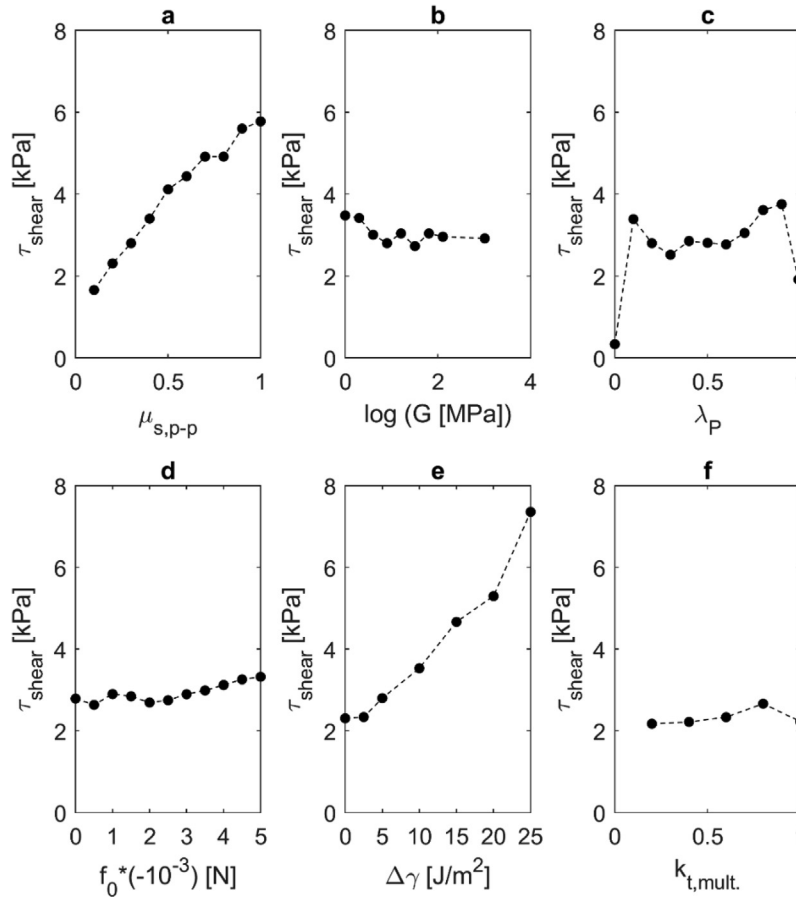 a b c
8 8 8
6 6 6
4 4 4
2 2 2
0 0 0
τshear [kPa] τshear [kPa] τshear [kPa]
0 0.5 1 0 2 4 0 0.5
μs,p-p log (G [MPa]) λP
d e f
8 8 8
6 6 6
4 4 4
2 2 2
0 0 0
τshear [kPa] τshear [kPa] τshear [kPa]
0 1 2 3 4 5 0 5 10 15 20 25 0 0.5
f0*(-10-3) [N] Δγ [J/m2] kt,mult.